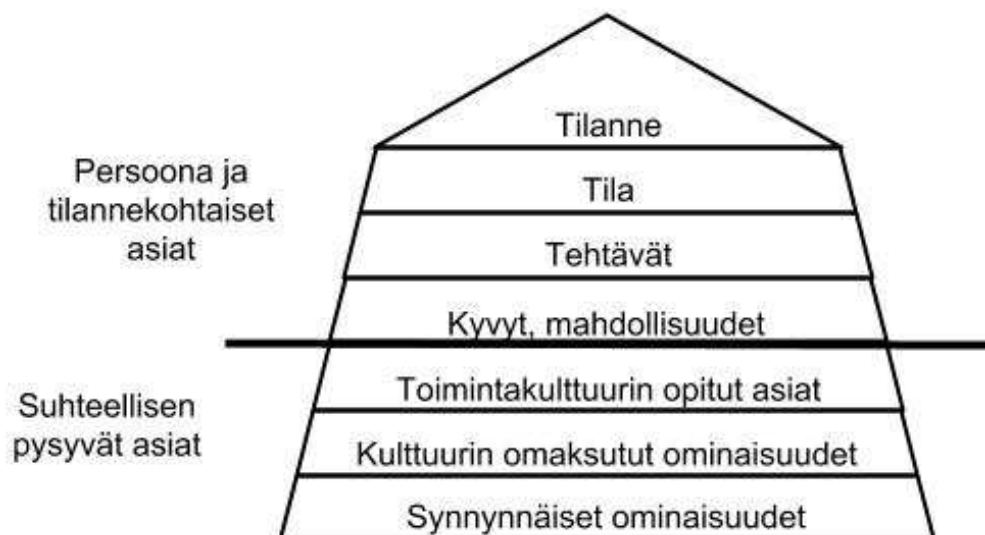 Tilanne
Persoona ja
tilannekohtaiset
asiat
Tila
Tehtävät
Kyvyt, mahdollisuudet
Suhteellisen
pysyvät asiat
Toimintakulttuurin opitut asiat
Kulttuurin omaksutut ominaisuudet
Synnynnäiset ominaisuudet